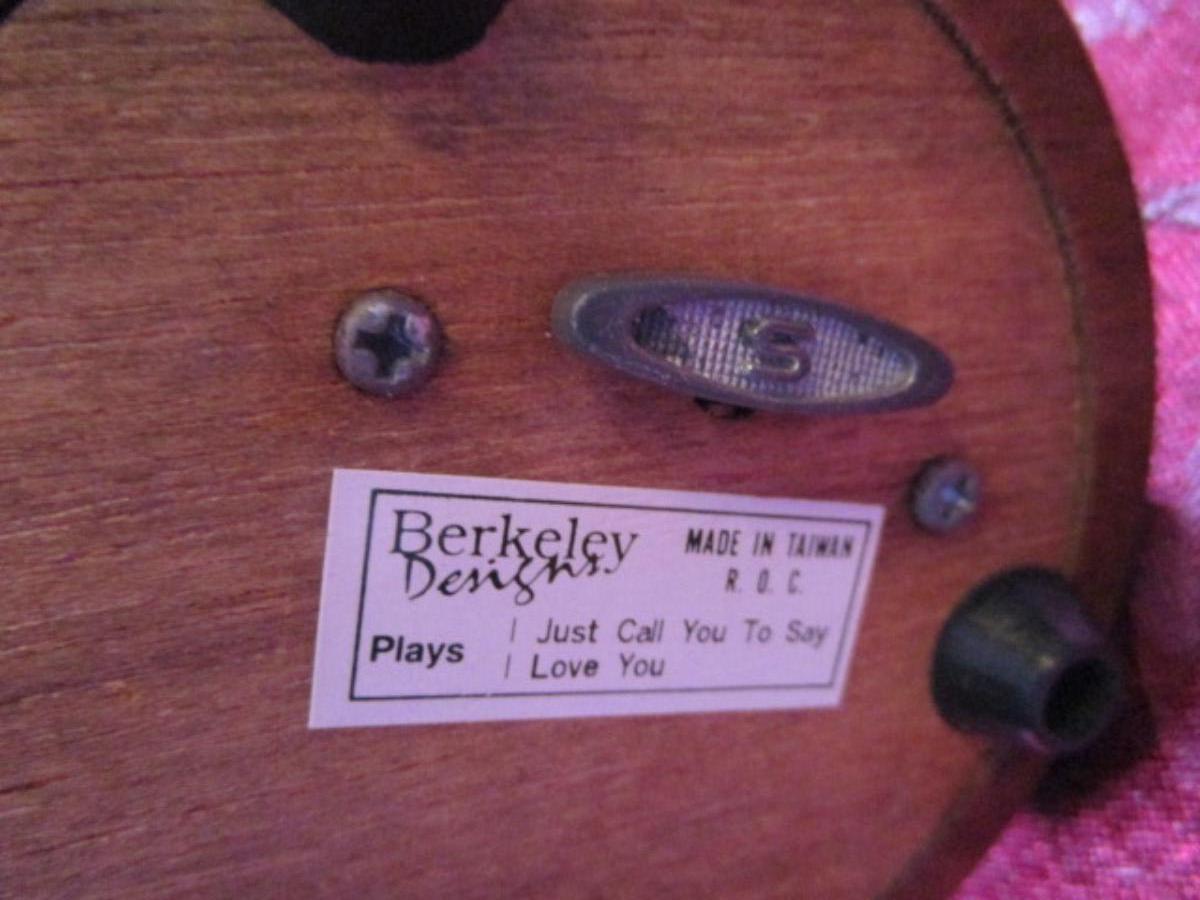 S
Berkeley
Designs
MADE IN TAIWAN
R. O. C.
Plays
I Just Call You To Say
I Love You